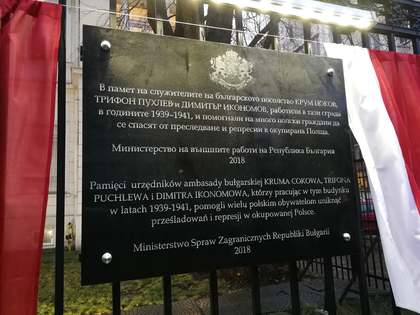 В памет на служителите на българското посолство КРУМ ЦОКОВ,
ТРИФОН ПУХЛЕВ и ДИМИТЪР ИКОНОМОВ, работили в тази сграда
в годините 1939-1941, и помогнали на много полски граждани да
се спасят от преследване и репресии в окупирана Полша.
Министерство на външните работи на Република България
2018
Pamięci urzędników ambasady bułgarskiej KRUMA COKOWA, TRIFONA
PUCHLEWA i DIMITRA IKONOMOWA, którzy pracując w tym budynku
w latach 1939-1941, pomogli wielu polskim obywatelom uniknąć
prześladowań i represji w okupowanej Polsce.
Ministerstwo Spraw Zagranicznych Republiki Bułgarii
2018